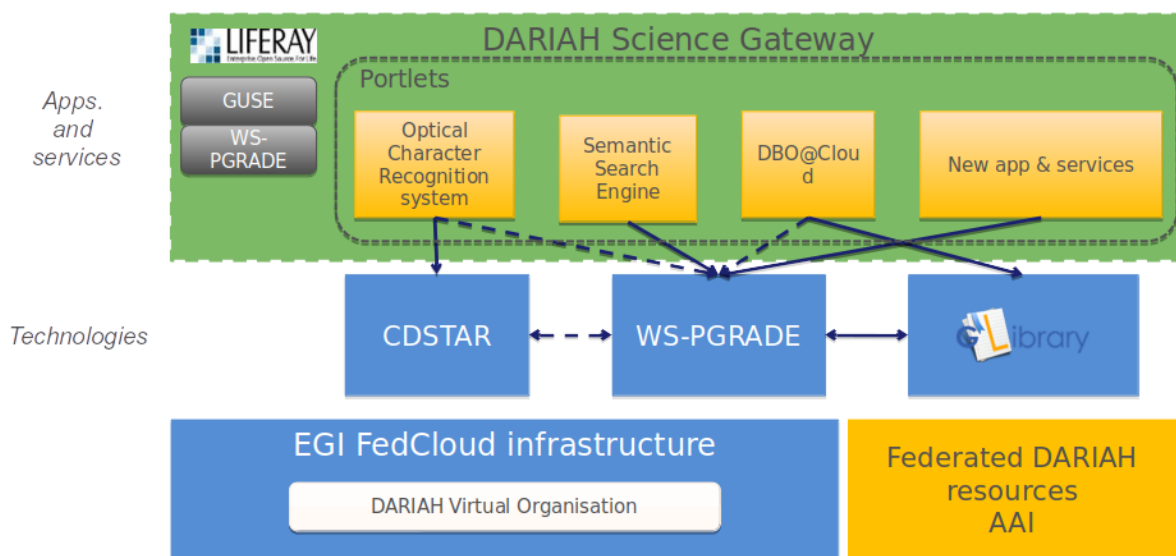 LIFERAY
Enterprise Open Source For Life
DARIAH Science Gateway
Apps.
and
services
GUSE
WS-
PGRADE
Portlets
Optical
Character
Recognition
system
Semantic
Search
Engine
DBO@Clou
d
New app & services
Technologies
CDSTAR
WS-PGRADE
GLibrary
EGI FedCloud infrastructure
DARIAH Virtual Organisation
Federated DARIAH
resources
AAI